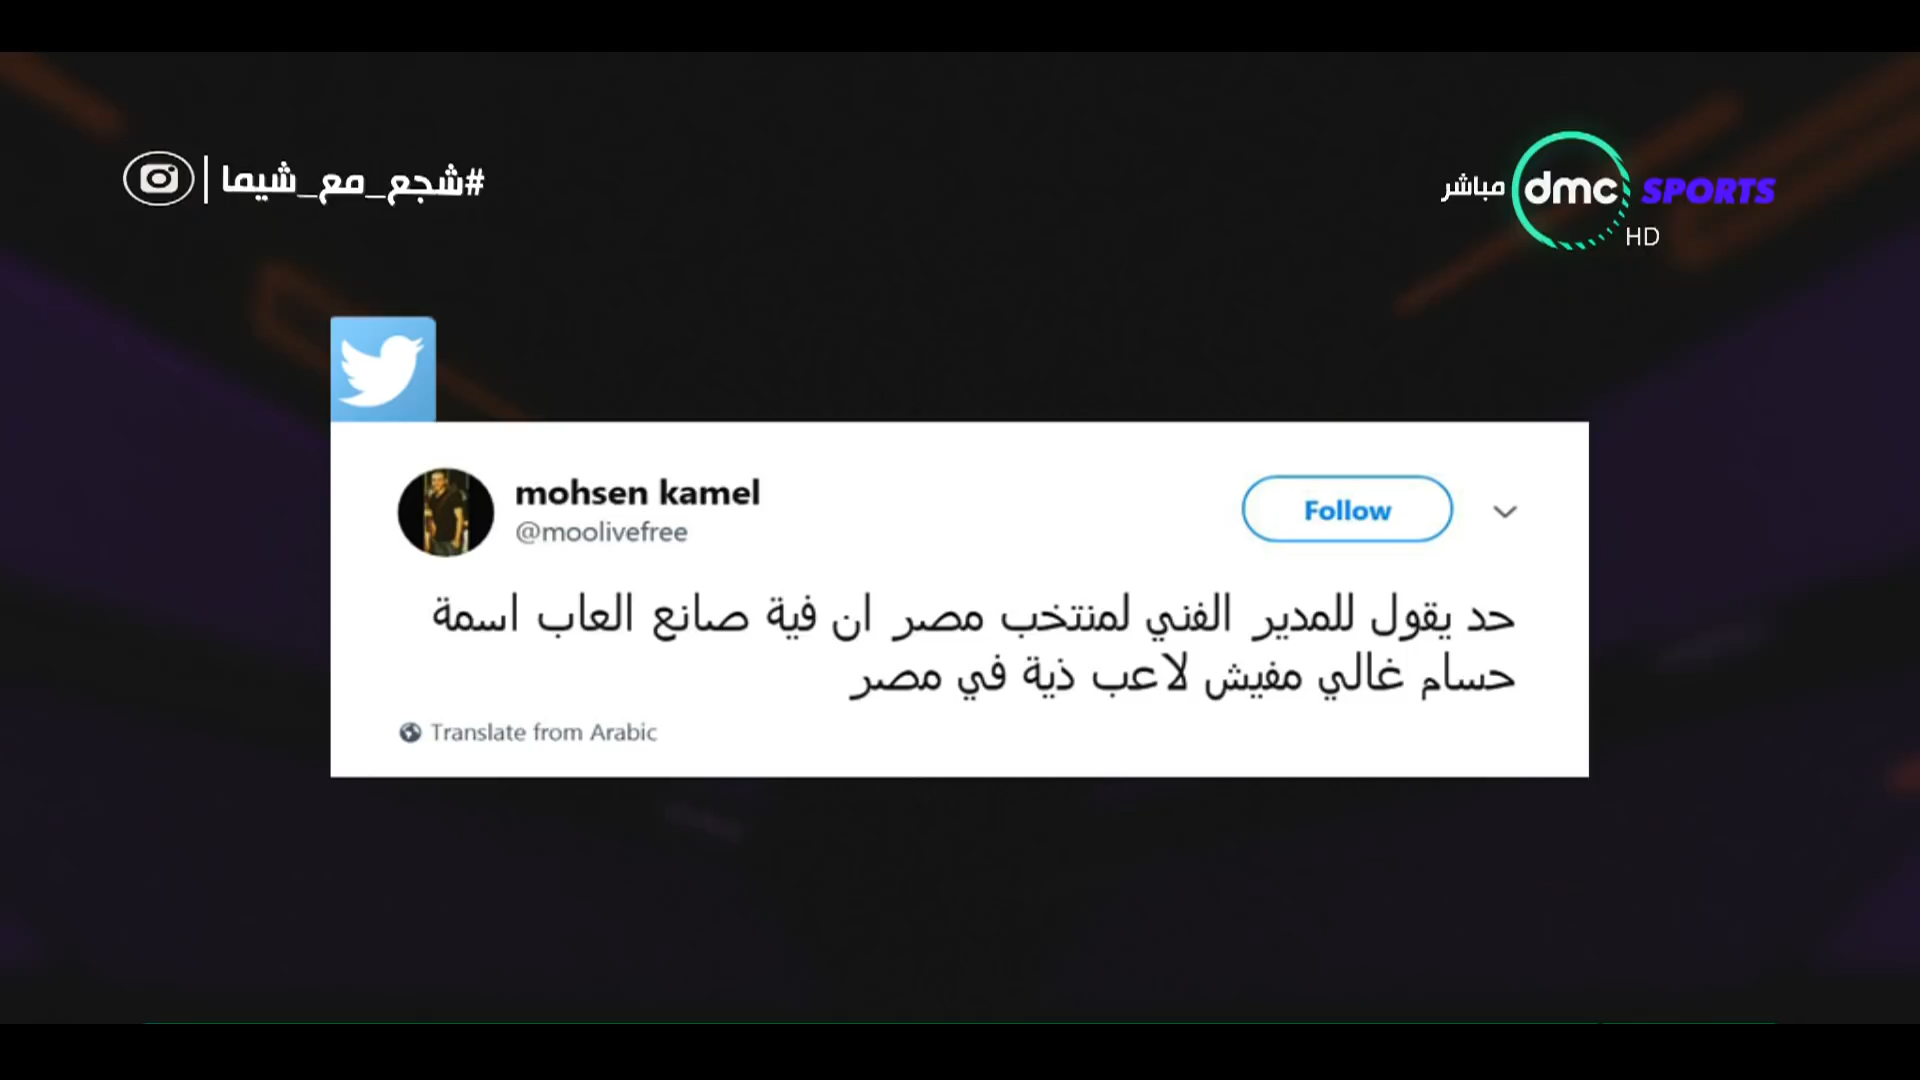 #شجع_مع_شيما
مباشر
dmc SPORTS
HD
mohsen kamel
@moolivefree
Follow
حد يقول للمدير الفني لمنتخب مصر ان فية صانع العاب اسمة
حسام غالي مفيش لاعب ذية في مصر
Translate from Arabic